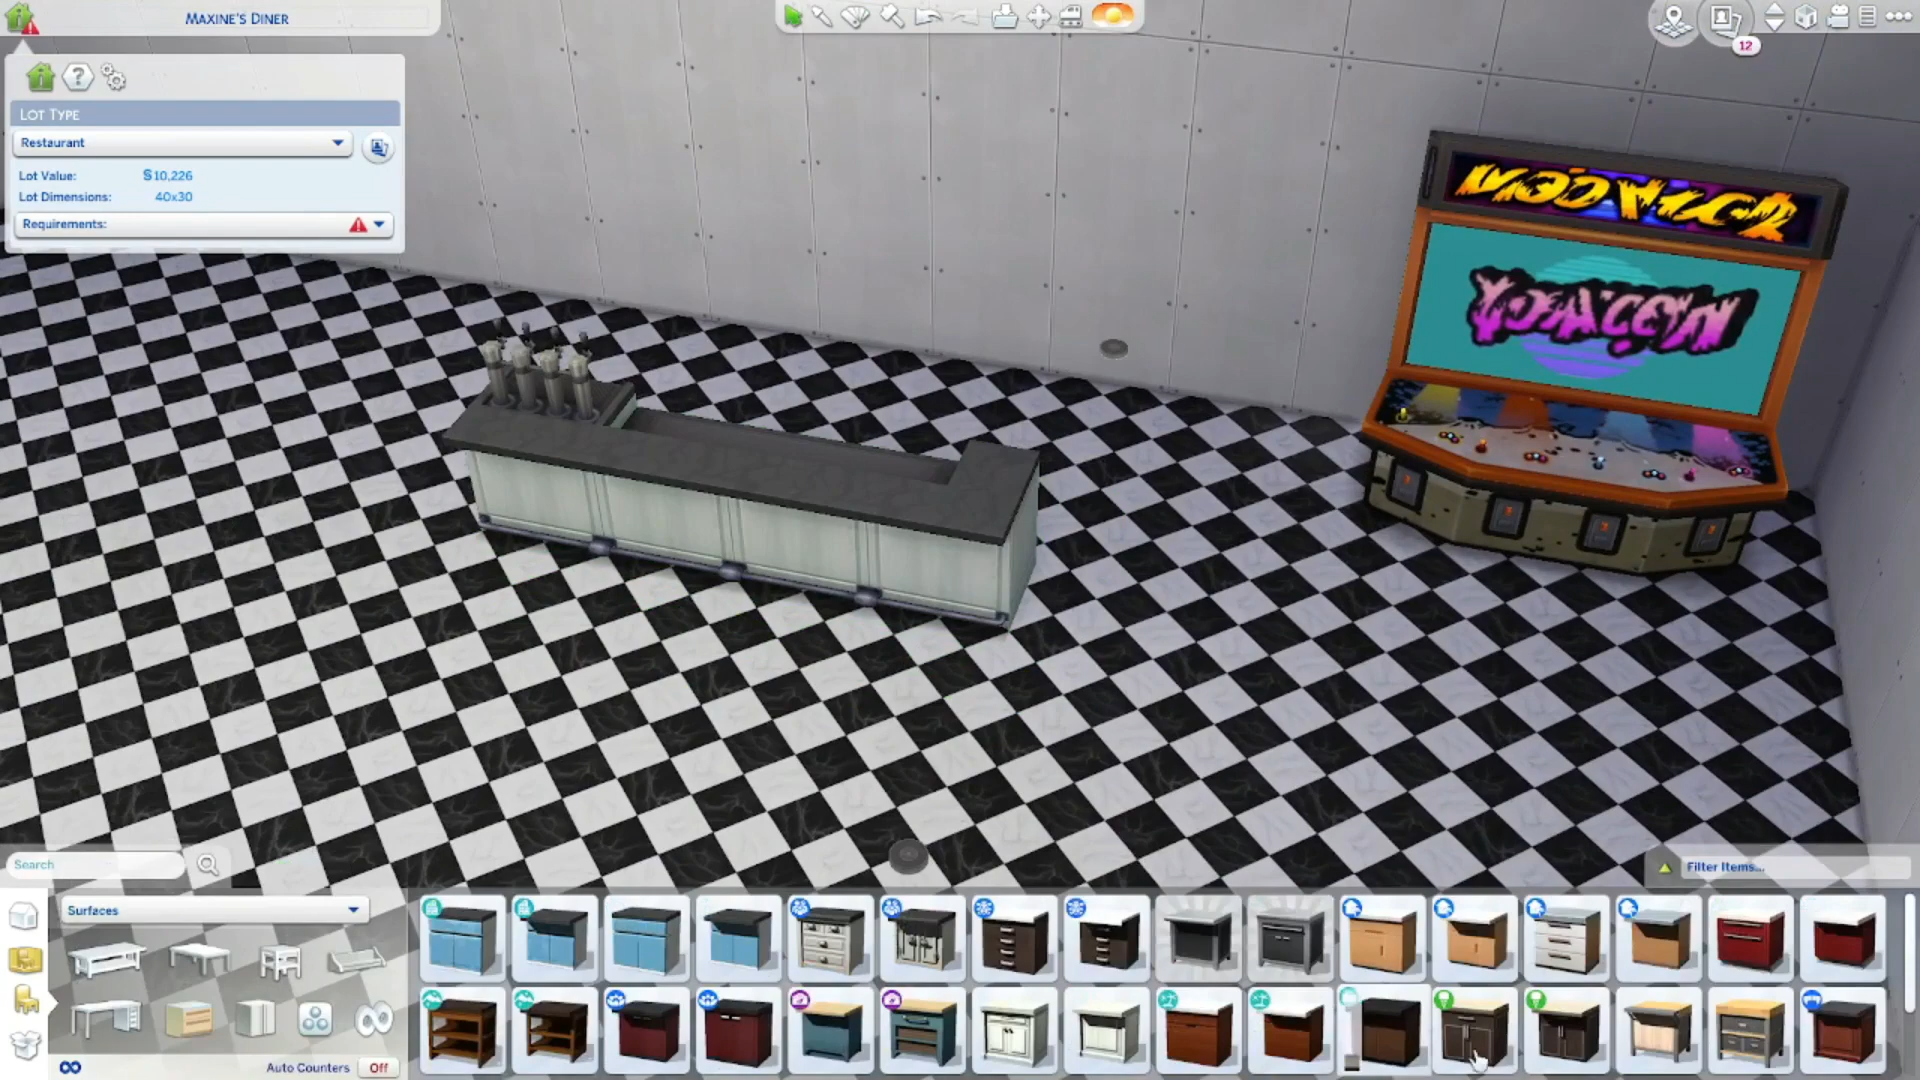 MAXINE'S DINER
12
LOT TYPE
Restaurant
Lot Value: §10,226
Lot Dimensions: 40x30
Requirements:
Search
Filter Items...
Surfaces
Auto Counters Off